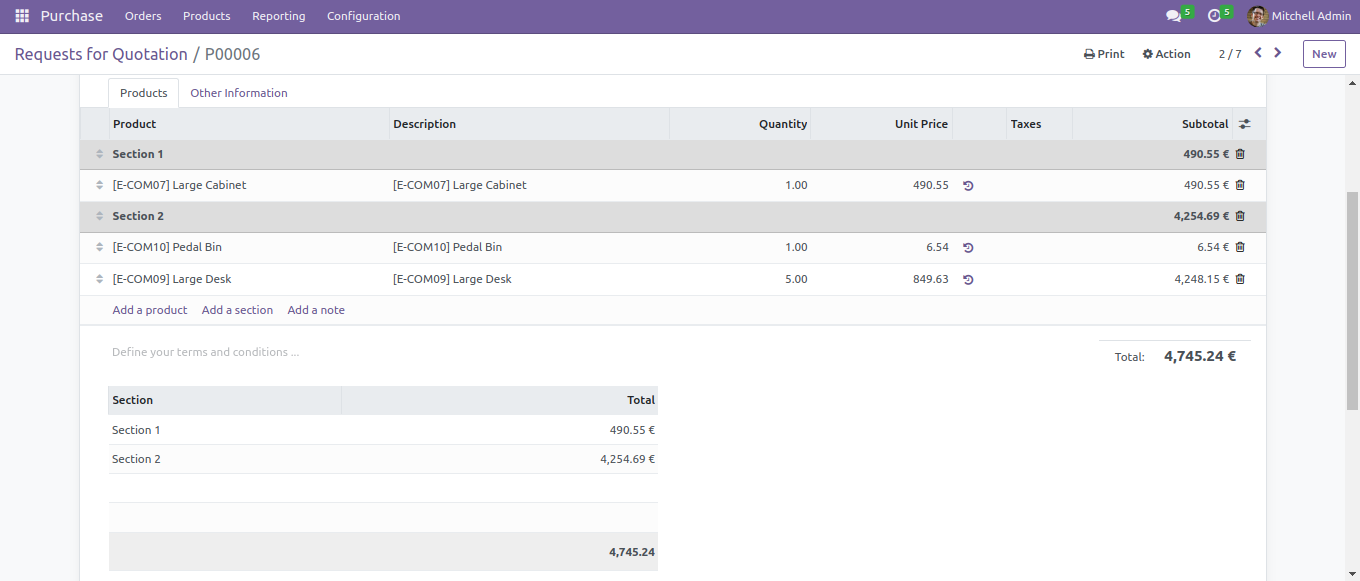 Purchase Orders Products Reporting Configuration 5 5 Mitchell Admin
Requests for Quotation / P00006 Print Action 2 / 7 New
Products Other Information
Product Description Quantity Unit Price Taxes Subtotal
Section 1 490.55 €
[E-COM07] Large Cabinet [E-COM07] Large Cabinet 1.00 490.55 490.55 €
Section 2 4,254.69 €
[E-COM10] Pedal Bin [E-COM10] Pedal Bin 1.00 6.54 6.54 €
[E-COM09] Large Desk [E-COM09] Large Desk 5.00 849.63 4,248.15 €
Add a product Add a section Add a note
Define your terms and conditions ... Total: 4,745.24 €
Section Total
Section 1 490.55 €
Section 2 4,254.69 €
4,745.24